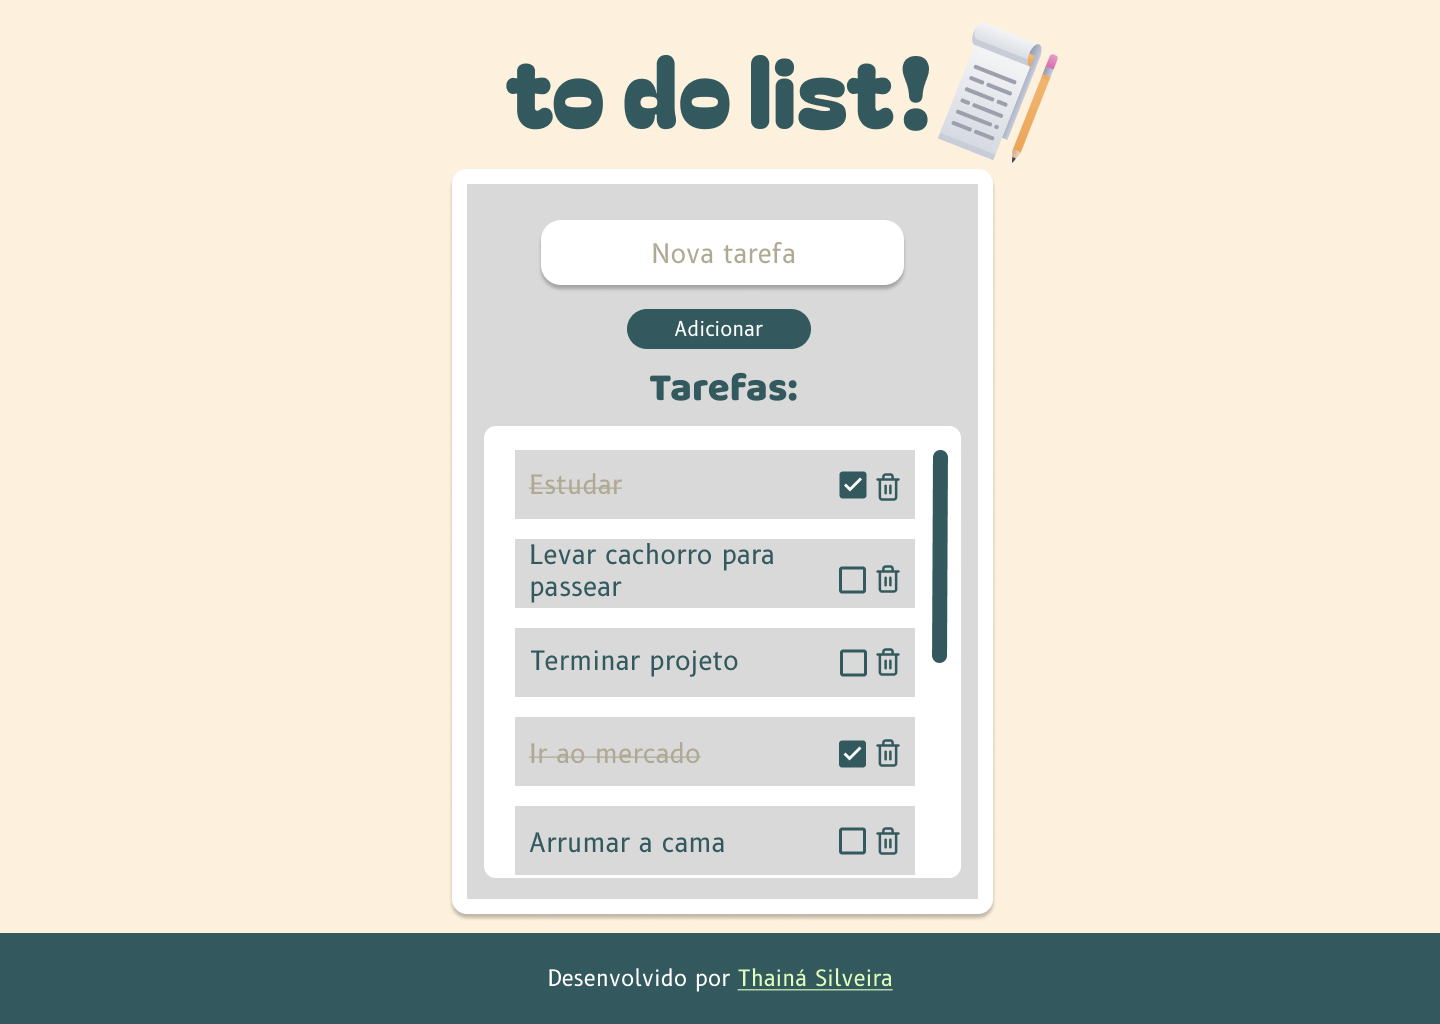 to do list!
Nova tarefa
Adicionar
Tarefas:
Estudar
Levar cachorro para
passear
Terminar projeto
Ir ao mercado
Arrumar a cama
Desenvolvido por Thainá Silveira